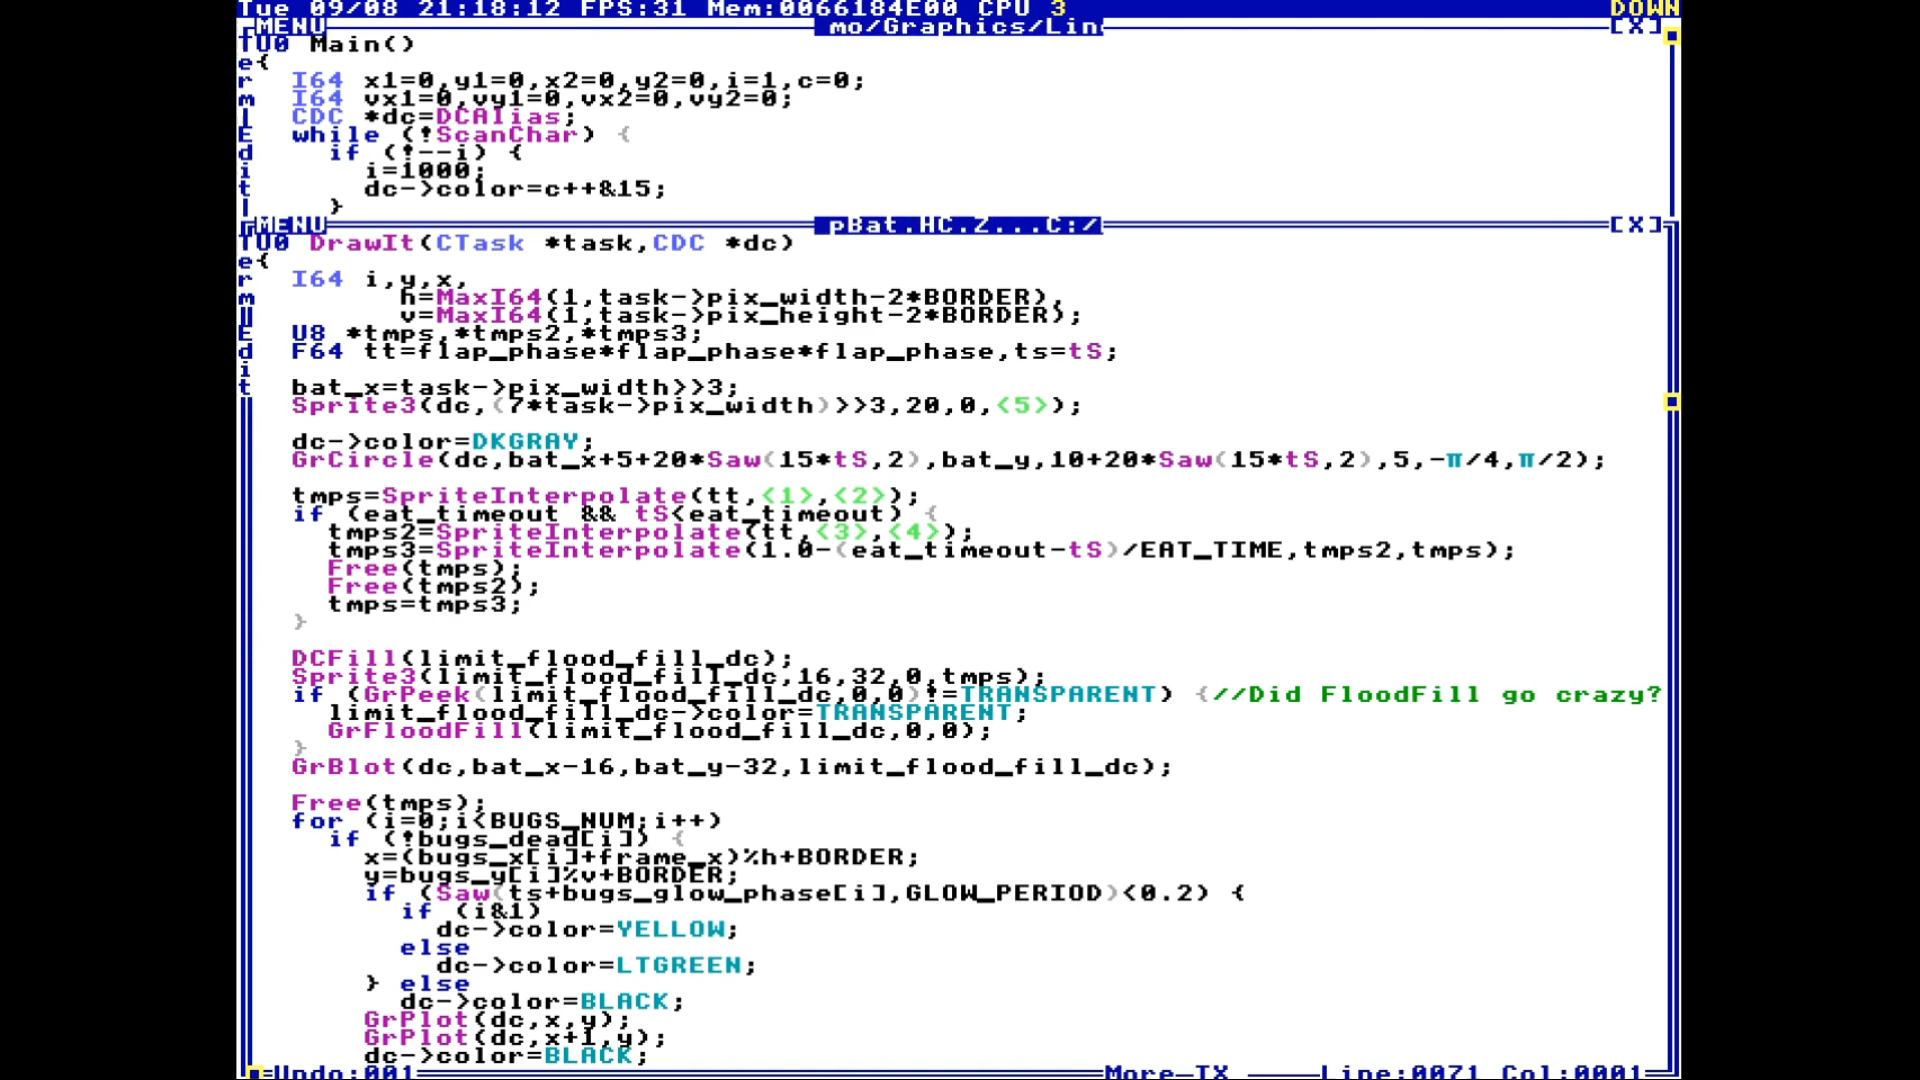 Tue 09/08 21:18:12 FPS:31 Mem:0066184E00 CPU 3 DOWN
MENU mo/Graphics/Lin [X]
U0 Main()
{
I64 x1=0,y1=0,x2=0,y2=0,i=1,c=0;
I64 vx1=0,vy1=0,vx2=0,vy2=0;
CDC *dc=DCAlias;
while (!ScanChar) {
if (!--i) {
i=1000;
dc->color=c++&15;
}
MENU pBat.HC.Z...C:/ [X]
U0 DrawIt(CTask *task,CDC *dc)
{
I64 i,y,x,
h=MaxI64(1,task->pix_width-2*BORDER),
v=MaxI64(1,task->pix_height-2*BORDER);
U8 *tmps,*tmps2,*tmps3;
F64 tt=flap_phase*flap_phase*flap_phase,ts=tS;
bat_x=task->pix_width>>3;
Sprite3(dc,(7*task->pix_width)>>3,20,0,<5>);
dc->color=DKGRAY;
GrCircle(dc,bat_x+5+20*Saw(15*tS,2),bat_y,10+20*Saw(15*tS,2),5,-π/4,π/2);
tmps=SpriteInterpolate(tt,<1>,<2>);
if (eat_timeout && tS<eat_timeout) {
tmps2=SpriteInterpolate(tt,<3>,<4>);
tmps3=SpriteInterpolate(1.0-(eat_timeout-tS)/EAT_TIME,tmps2,tmps);
Free(tmps);
Free(tmps2);
tmps=tmps3;
}
DCFill(limit_flood_fill_dc);
Sprite3(limit_flood_fill_dc,16,32,0,tmps);
if (GrPeek(limit_flood_fill_dc,0,0)!=TRANSPARENT) {//Did FloodFill go crazy?
limit_flood_fill_dc->color=TRANSPARENT;
GrFloodFill(limit_flood_fill_dc,0,0);
}
GrBlot(dc,bat_x-16,bat_y-32,limit_flood_fill_dc);
Free(tmps);
for (i=0;i<BUGS_NUM;i++)
if (!bugs_dead[i]) {
x=(bugs_x[i]+frame_x)%h+BORDER;
y=bugs_y[i]%v+BORDER;
if (Saw(ts+bugs_glow_phase[i],GLOW_PERIOD)<0.2) {
if (i&1)
dc->color=YELLOW;
else
dc->color=LTGREEN;
} else
dc->color=BLACK;
GrPlot(dc,x,y);
GrPlot(dc,x+1,y);
dc->color=BLACK;
Undo:001 More-TX Line:0071 Col:0001